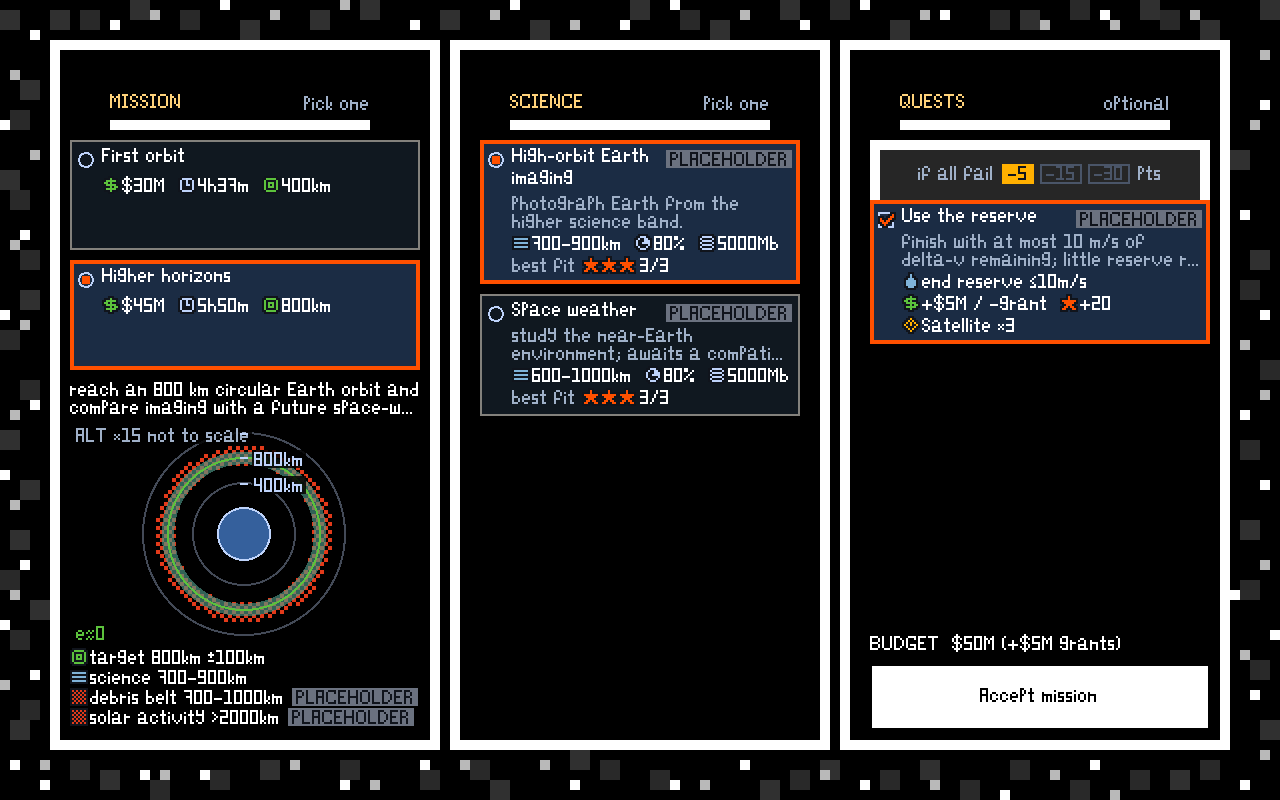 MISSION
Pick one
First orbit
$30M 4h37m 400km
Higher horizons
$45M 5h50m 800km
reach an 800 km circular Earth orbit and
compare imaging with a future space-w...
ALT ×15 not to scale
800km
400km
e≈0
target 800km ±100km
science 700-900km
debris belt 700-1000km PLACEHOLDER
solar activity >2000km PLACEHOLDER
SCIENCE
Pick one
High-orbit Earth PLACEHOLDER
imaging
Photograph Earth from the
higher science band.
700-900km 80% 5000Mb
best fit ★★★ 3/3
Space weather PLACEHOLDER
study the near-Earth
environment; awaits a compati...
600-1000km 80% 5000Mb
best fit ★★★ 3/3
QUESTS
optional
if all fail -5 -15 -30 Pts
Use the reserve PLACEHOLDER
finish with at most 10 m/s of
delta-v remaining; little reserve r...
end reserve ≤10m/s
+$5M / -grant ★+20
Satellite ×3
BUDGET $50M (+$5M grants)
Accept mission